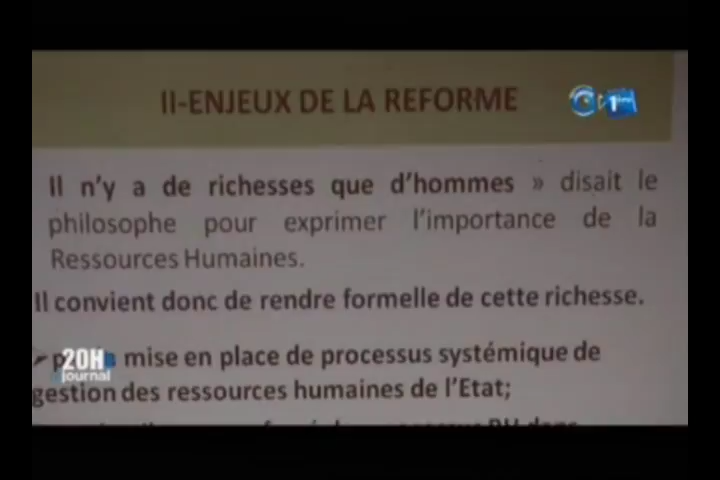 II-ENJEUX DE LA REFORME
1
Il n'y a de richesses que d'hommes » disait le
philosophe pour exprimer l'importance de la
Ressources Humaines.
Il convient donc de rendre formelle de cette richesse.
mise en place de processus systémique de
20H
journal
gestion des ressources humaines de l'Etat;